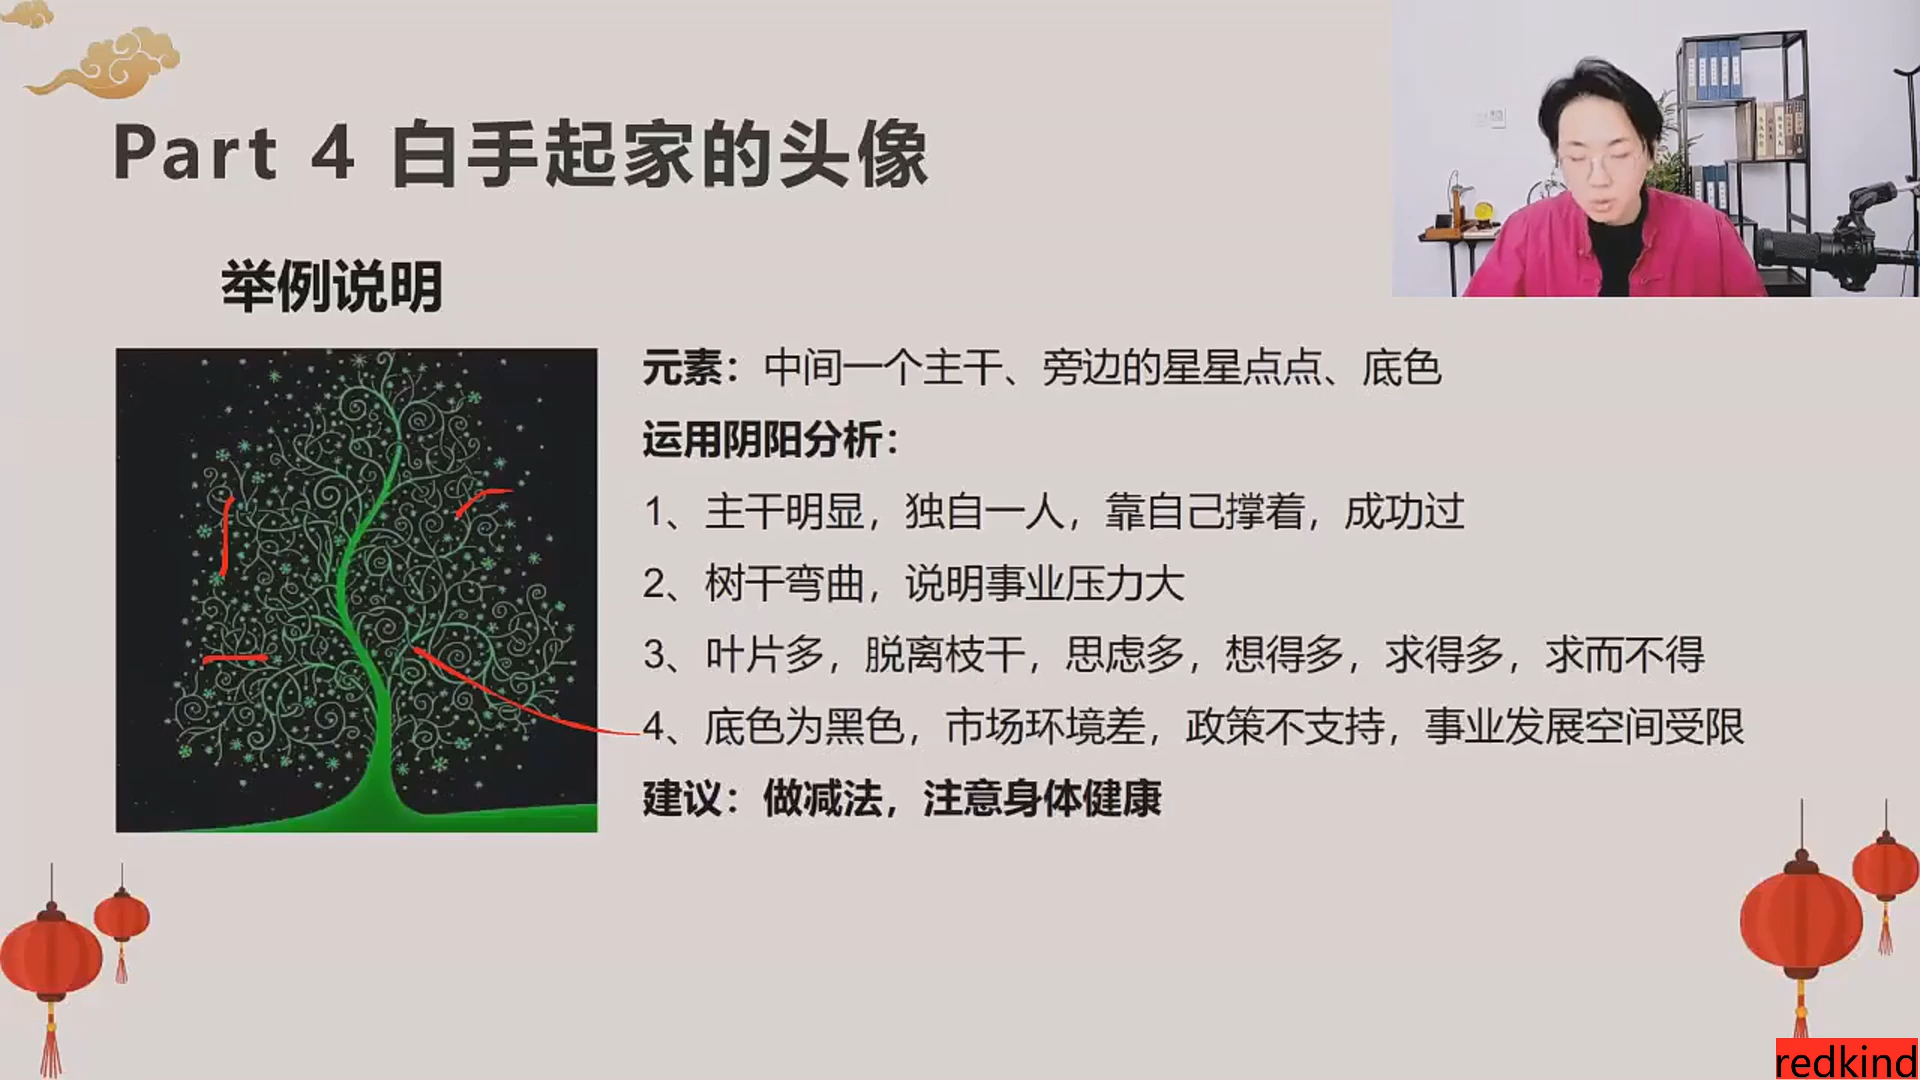 Part 4 白手起家的头像
举例说明
元素：中间一个主干、旁边的星星点点、底色
运用阴阳分析：
1、主干明显，独自一人，靠自己撑着，成功过
2、树干弯曲，说明事业压力大
3、叶片多，脱离枝干，思虑多，想得多，求得多，求而不得
4、底色为黑色，市场环境差，政策不支持，事业发展空间受限
建议：做减法，注意身体健康
redkind